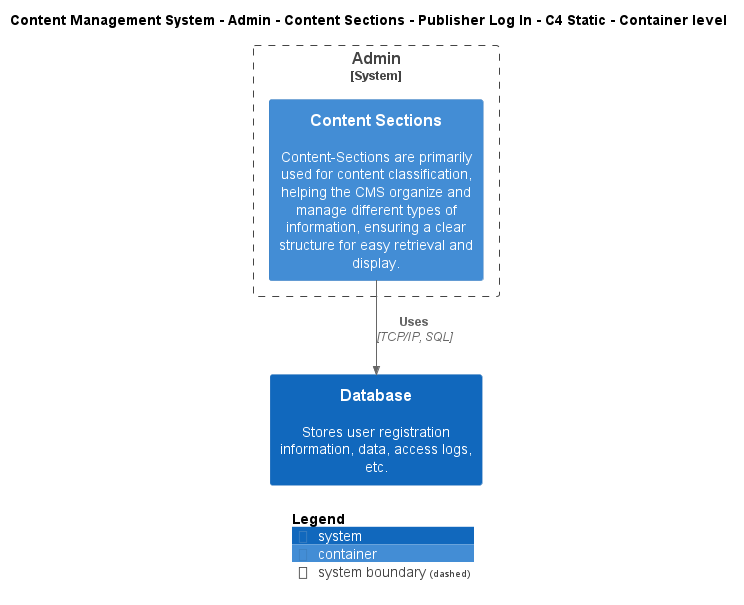 Content Management System - Admin - Content Sections - Publisher Log In - C4 Static - Container level
Admin
[System]
Content Sections
Content-Sections are primarily
used for content classification,
helping the CMS organize and
manage different types of
information, ensuring a clear
structure for easy retrieval and
display.
Uses
[TCP/IP, SQL]
Database
Stores user registration
information, data, access logs,
etc.
Legend
system
container
system boundary (dashed)